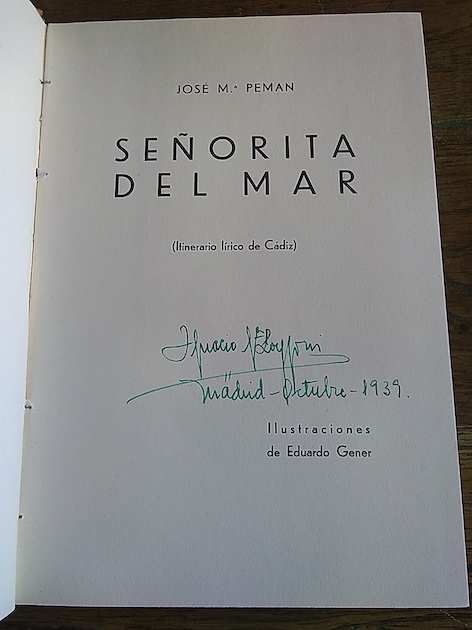 JOSÉ M.ª PEMAN
SEÑORITA
DEL MAR
(Itinerario lírico de Cádiz)
Ignacio
Madrid - Octubre - 1939.
Ilustraciones
de Eduardo Gener